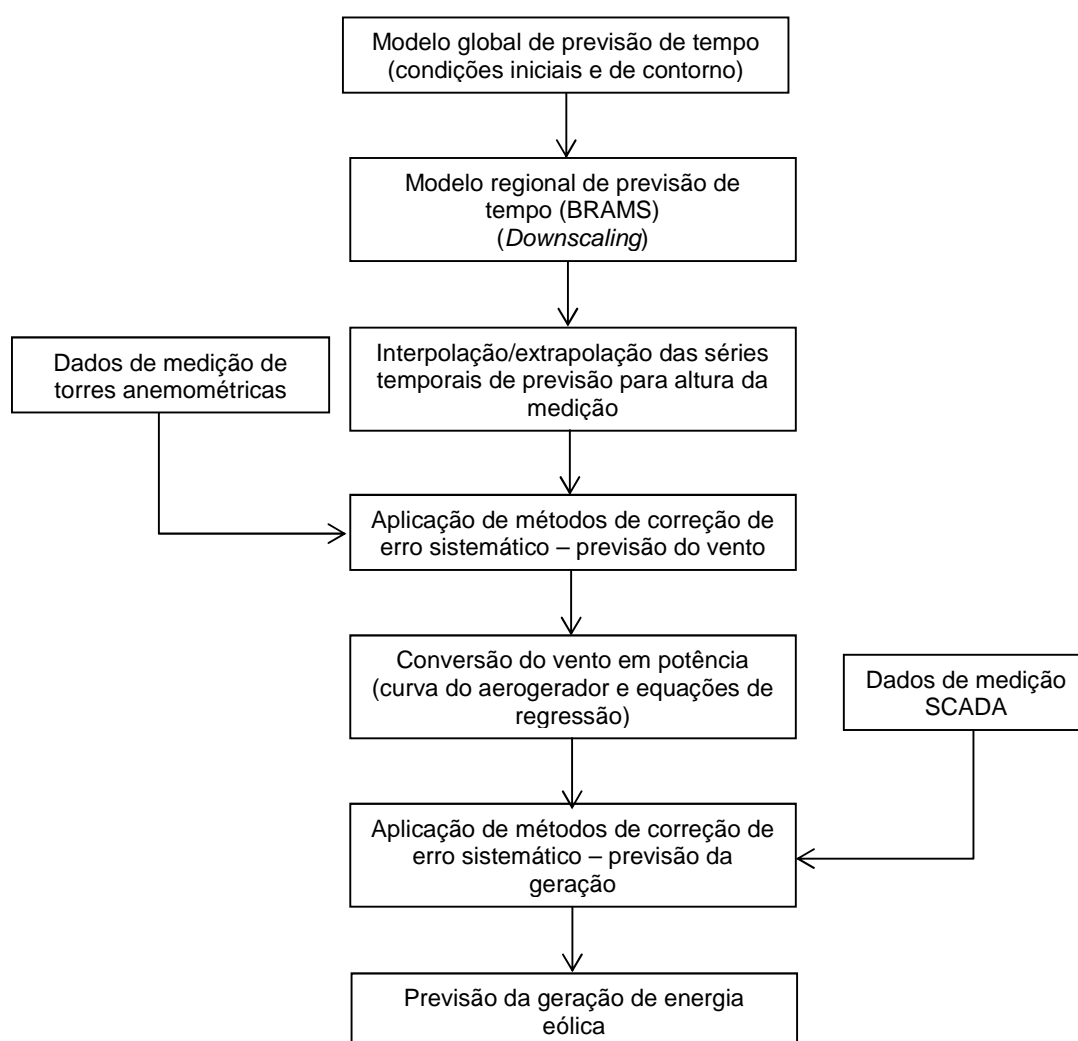 Modelo global de previsão de tempo
(condições iniciais e de contorno)
Modelo regional de previsão de
tempo (BRAMS)
(Downscaling)
Dados de medição de
torres anemométricas
Interpolação/extrapolação das séries
temporais de previsão para altura da
medição
Aplicação de métodos de correção de
erro sistemático – previsão do vento
Conversão do vento em potência
(curva do aerogerador e equações de
regressão)
Dados de medição
SCADA
Aplicação de métodos de correção de
erro sistemático – previsão da
geração
Previsão da geração de energia
eólica